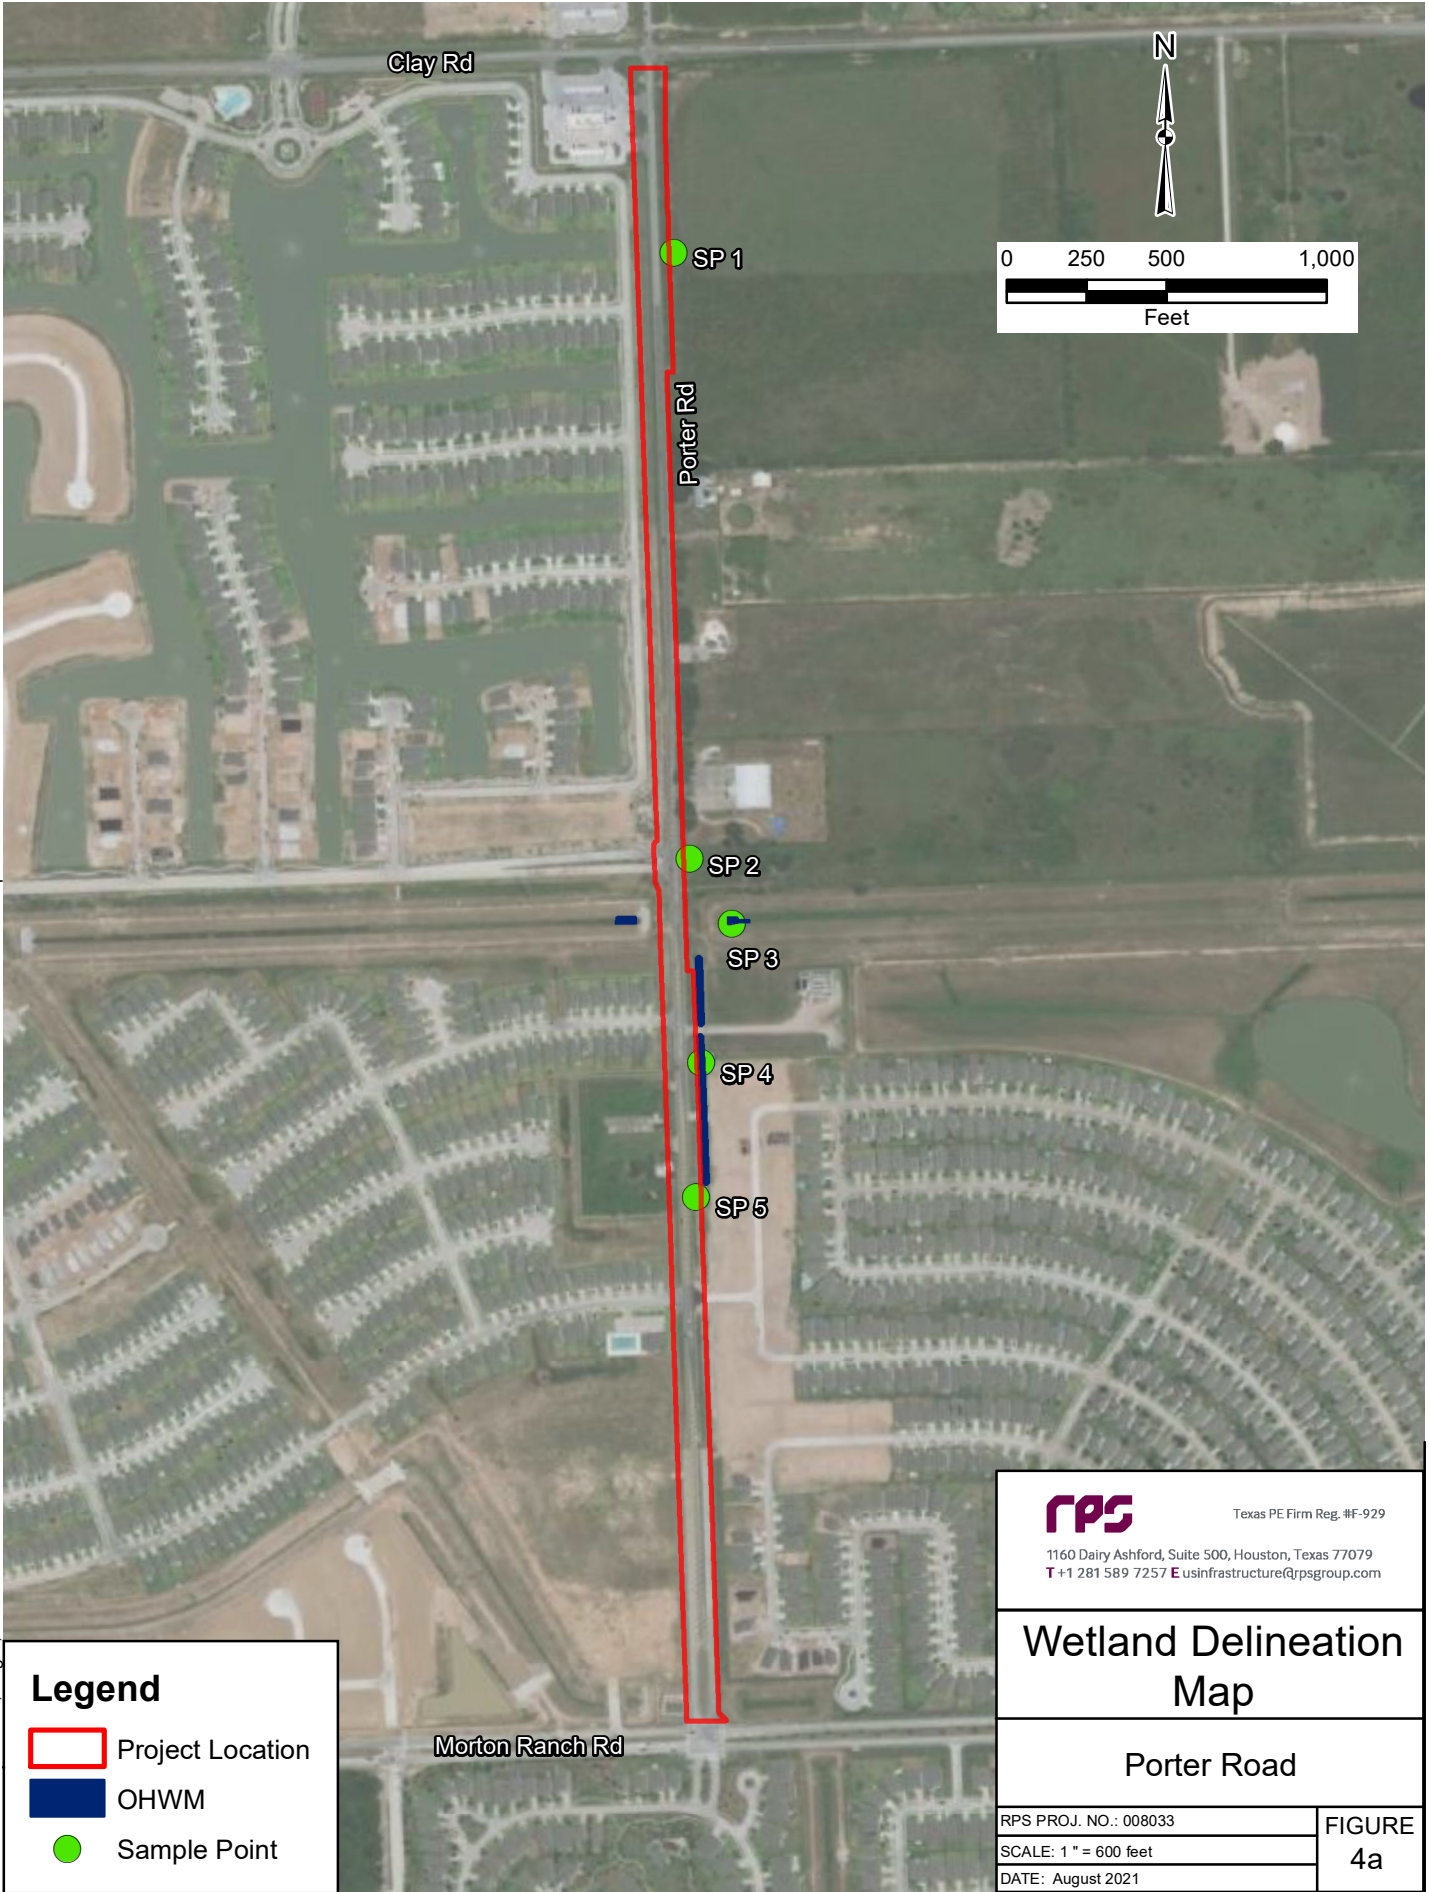 Clay Rd
N
0 250 500 1,000
Feet
SP 1
Porter Rd
SP 2
SP 3
SP 4
SP 5
Morton Ranch Rd
Legend
Project Location
OHWM
Sample Point
rps
Texas PE Firm Reg. #F-929
1160 Dairy Ashford, Suite 500, Houston, Texas 77079
T +1 281 589 7257 E usinfrastructure@rpsgroup.com
Wetland Delineation
Map
Porter Road
RPS PROJ. NO.: 008033
SCALE: 1 " = 600 feet
DATE: August 2021
FIGURE
4a